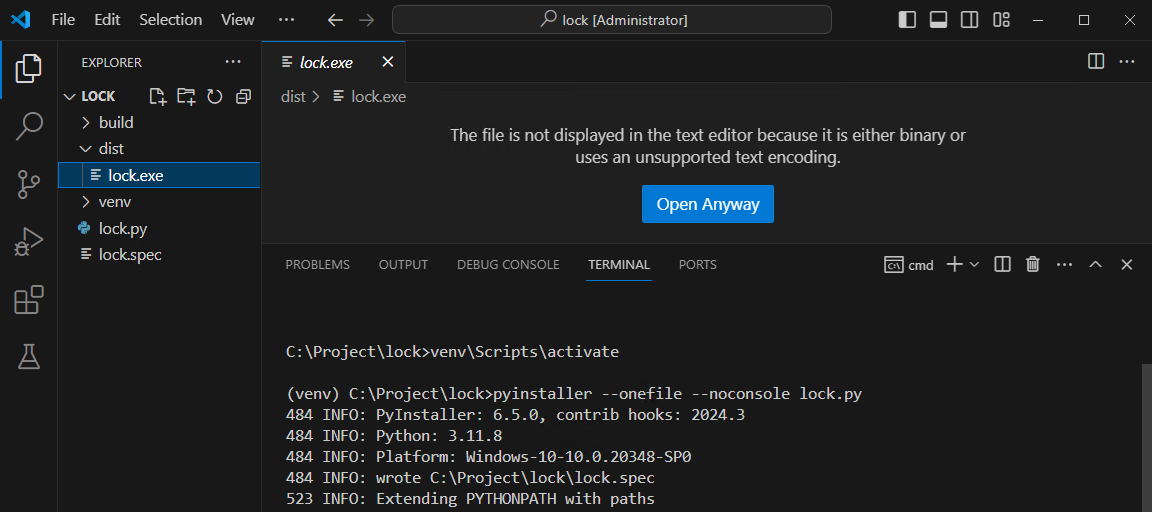 File Edit Selection View ··· lock [Administrator]
EXPLORER ···
LOCK
build
dist
lock.exe
venv
lock.py
lock.spec
lock.exe
dist > lock.exe
The file is not displayed in the text editor because it is either binary or
uses an unsupported text encoding.
Open Anyway
PROBLEMS OUTPUT DEBUG CONSOLE TERMINAL PORTS cmd
C:\Project\lock>venv\Scripts\activate
(venv) C:\Project\lock>pyinstaller --onefile --noconsole lock.py
484 INFO: PyInstaller: 6.5.0, contrib hooks: 2024.3
484 INFO: Python: 3.11.8
484 INFO: Platform: Windows-10-10.0.20348-SP0
484 INFO: wrote C:\Project\lock\lock.spec
523 INFO: Extending PYTHONPATH with paths